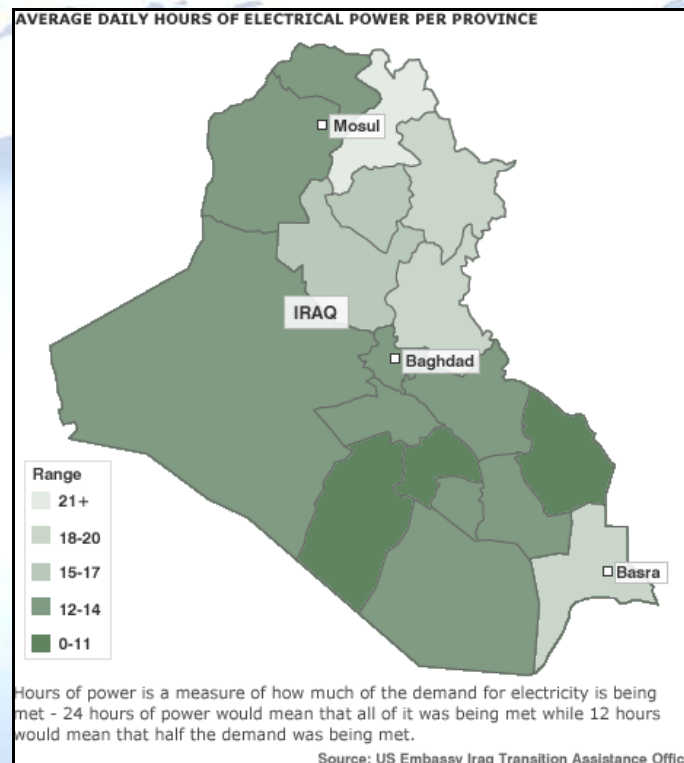 AVERAGE DAILY HOURS OF ELECTRICAL POWER PER PROVINCE
Mosul
IRAQ
Baghdad
Range
21+
18-20
15-17
12-14
0-11
Basra
Hours of power is a measure of how much of the demand for electricity is being
met - 24 hours of power would mean that all of it was being met while 12 hours
would mean that half the demand was being met.
Source: US Embassy Iraq Transition Assistance Offic